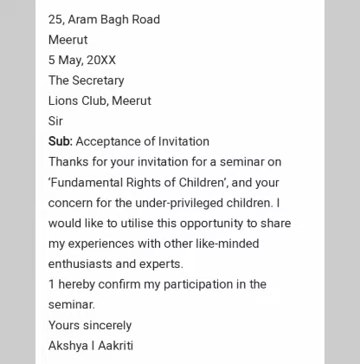 25, Aram Bagh Road
Meerut
5 May, 20XX
The Secretary
Lions Club, Meerut
Sir
Sub: Acceptance of Invitation
Thanks for your invitation for a seminar on
‘Fundamental Rights of Children’, and your
concern for the under-privileged children. I
would like to utilise this opportunity to share
my experiences with other like-minded
enthusiasts and experts.
1 hereby confirm my participation in the
seminar.
Yours sincerely
Akshya I Aakriti